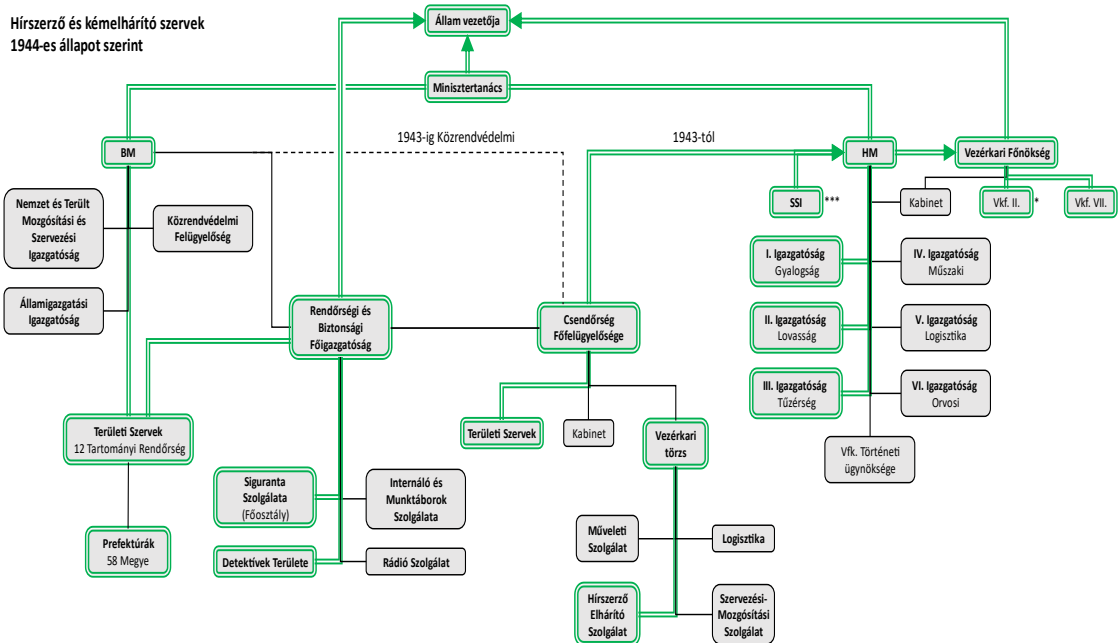 Hírszerző és kémelhárító szervek
1944-es állapot szerint
Állam vezetője
Minisztertanács
1943-ig Közrendvédelmi
1943-tól
BM
HM
Vezérkari Főnökség
Nemzet és Terült
Mozgósítási és
Szervezési
Igazgatóság
Közrendvédelmi
Felügyelőség
SSI
***
Kabinet
Vkf. II.
*
Vkf. VII.
Államigazgatási
Igazgatóság
Rendőrségi és
Biztonsági
Főigazgatóság
Csendőrség
Főfelügyelősége
I. Igazgatóság
Gyalogság
IV. Igazgatóság
Műszaki
II. Igazgatóság
Lovasság
V. Igazgatóság
Logisztika
III. Igazgatóság
Tűzérség
VI. Igazgatóság
Orvosi
Területi Szervek
12 Tartományi Rendőrség
Területi Szervek
Kabinet
Vezérkari
törzs
Vfk. Történeti
ügynöksége
Siguranta
Szolgálata
(Főosztály)
Internáló és
Munktáborok
Szolgálata
Prefektúrák
58 Megye
Detektívek Területe
Rádió Szolgálat
Műveleti
Szolgálat
Logisztika
Hírszerző
Elhárító
Szolgálat
Szervezési-
Mozgósítási
Szolgálat